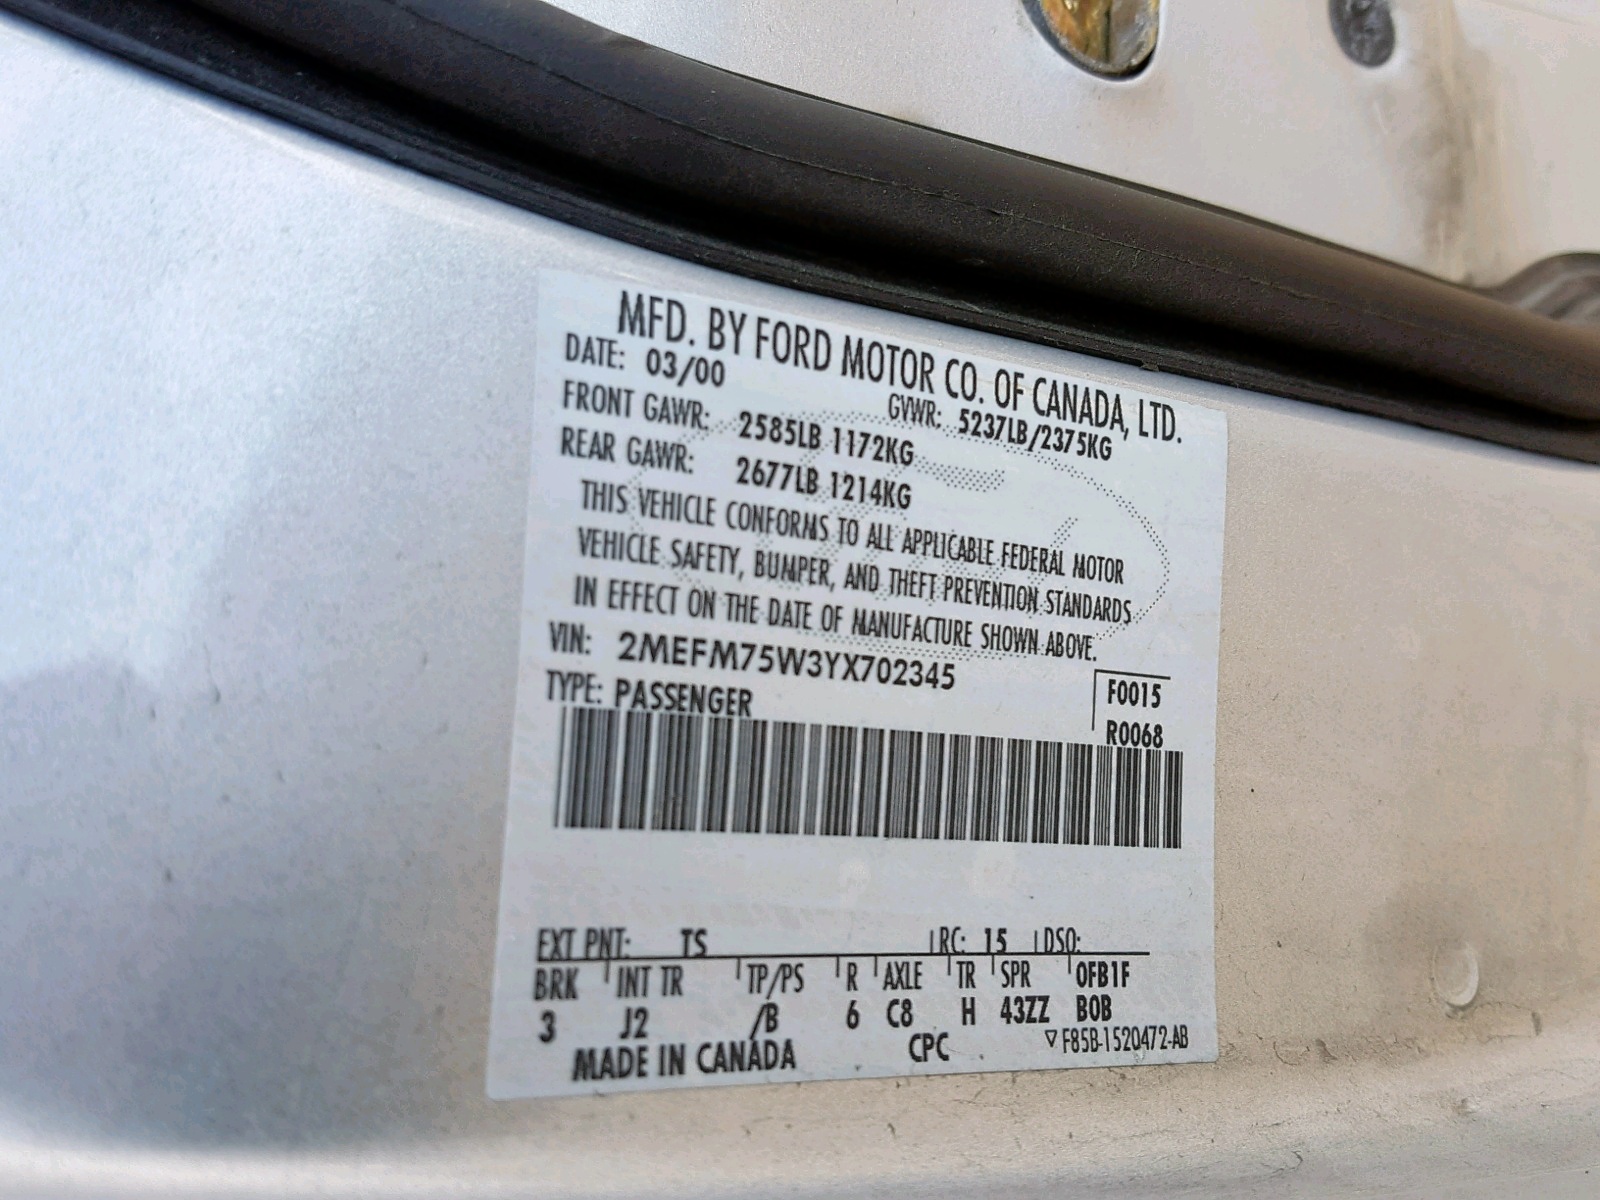 MFD. BY FORD MOTOR CO. OF CANADA, LTD.
DATE: 03/00 GVWR: 5237LB/2375KG
FRONT GAWR: 2585LB 1172KG
REAR GAWR: 2677LB 1214KG
THIS VEHICLE CONFORMS TO ALL APPLICABLE FEDERAL MOTOR
VEHICLE SAFETY, BUMPER, AND THEFT PREVENTION STANDARDS
IN EFFECT ON THE DATE OF MANUFACTURE SHOWN ABOVE.
VIN: 2MEFM75W3YX702345 F0015
TYPE: PASSENGER R0068
EXT PNT: TS RC: 15 DSO:
BRK INT TR TP/PS R AXLE TR SPR OFB1F
3 J2 /B 6 C8 H 43ZZ BOB
MADE IN CANADA CPC ▽ F85B-1520472-AB